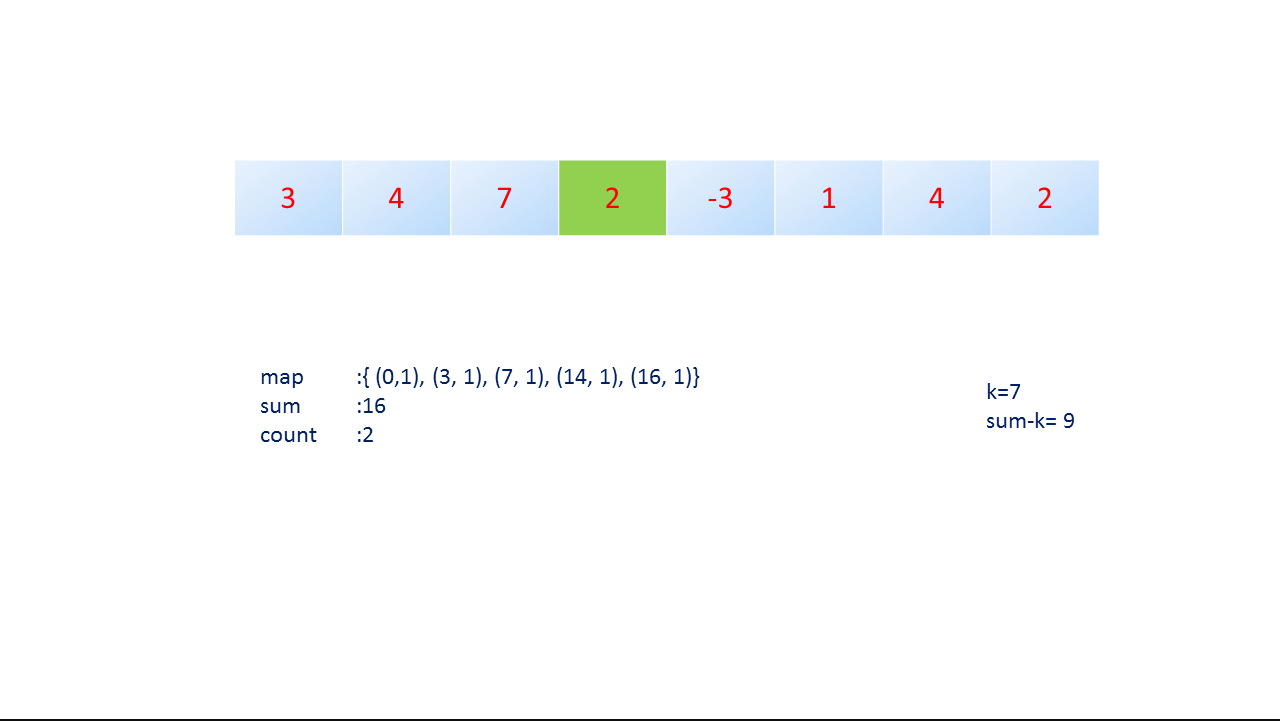 3 4 7 2 -3 1 4 2
map :{ (0,1), (3, 1), (7, 1), (14, 1), (16, 1)}
sum :16
count :2
k=7
sum-k= 9